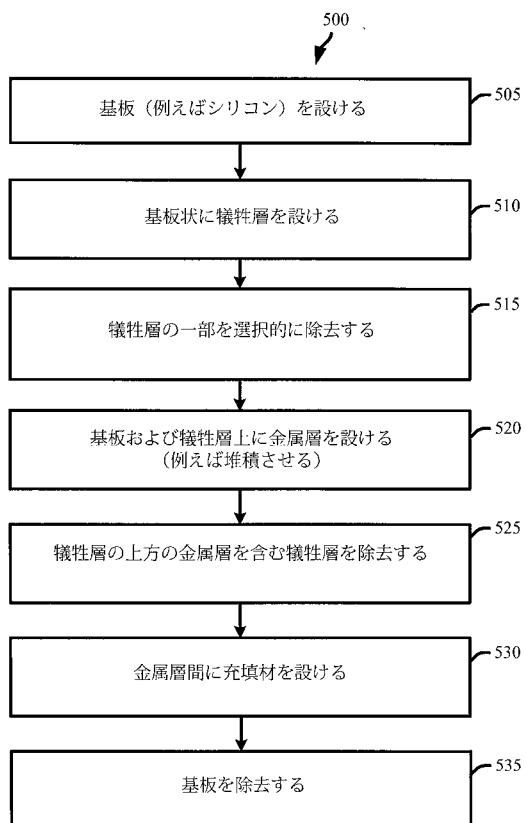 500
基板（例えばシリコン）を設ける
505
基板状に犠牲層を設ける
510
犠牲層の一部を選択的に除去する
515
基板および犠牲層上に金属層を設ける
（例えば堆積させる）
520
犠牲層の上方の金属層を含む犠牲層を除去する
525
金属層間に充填材を設ける
530
基板を除去する
535